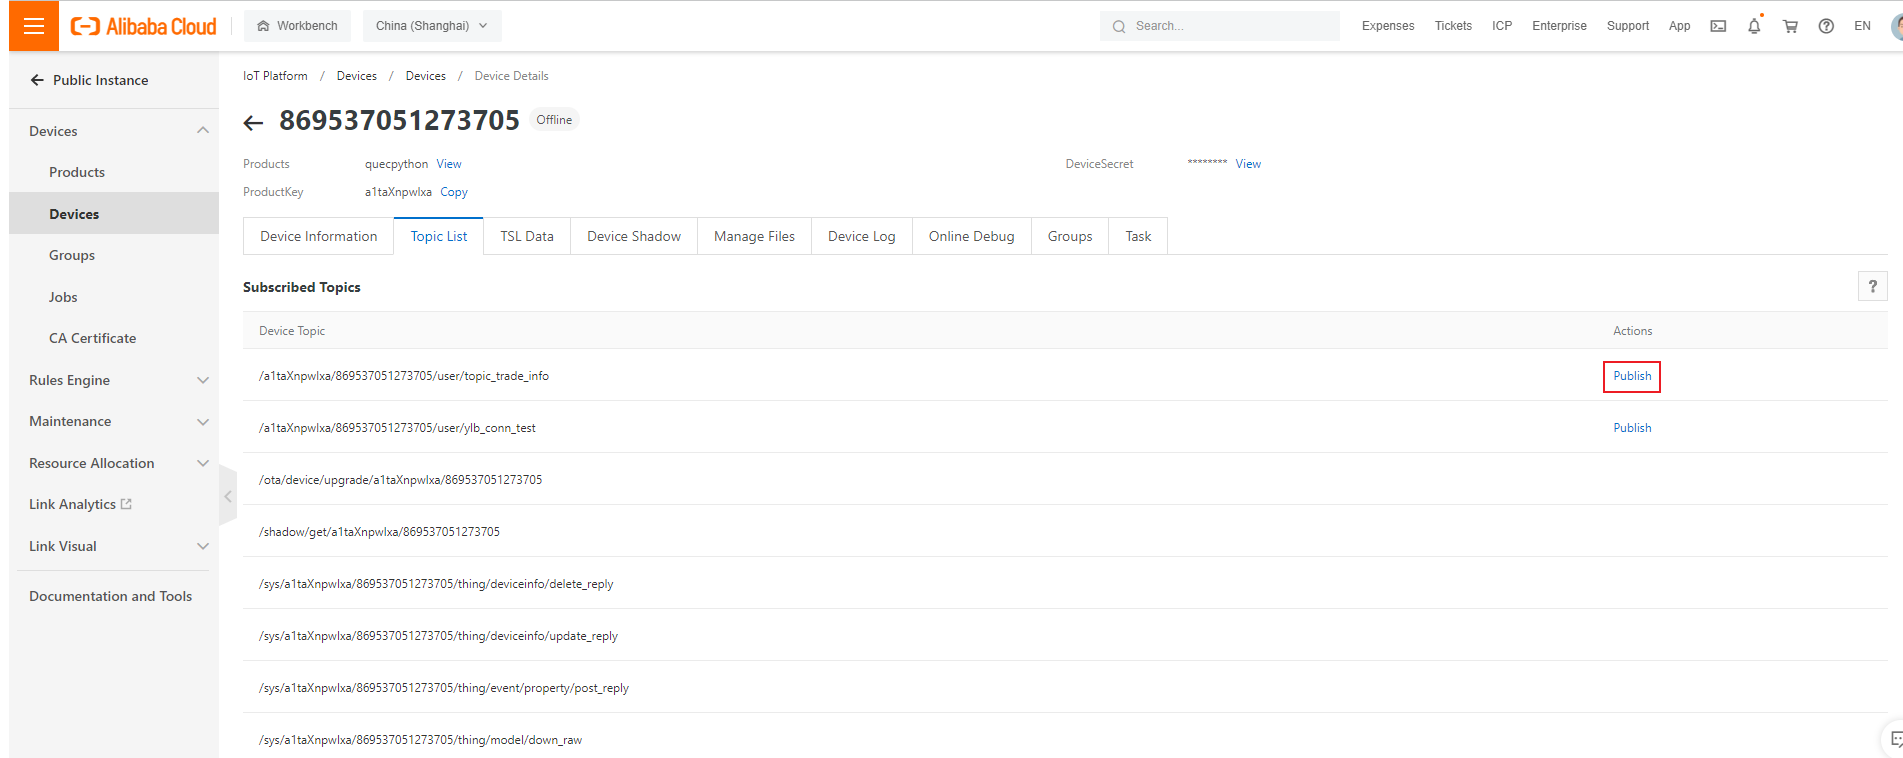 Alibaba Cloud Workbench China (Shanghai) Search... Expenses Tickets ICP Enterprise Support App EN
Public Instance
Devices
Products
Devices
Groups
Jobs
CA Certificate
Rules Engine
Maintenance
Resource Allocation
Link Analytics
Link Visual
Documentation and Tools
IoT Platform / Devices / Devices / Device Details
869537051273705 Offline
Products quecpython View DeviceSecret ******** View
ProductKey a1taXnpwlxa Copy
Device Information Topic List TSL Data Device Shadow Manage Files Device Log Online Debug Groups Task
Subscribed Topics ?
Device Topic Actions
/a1taXnpwlxa/869537051273705/user/topic_trade_info Publish
/a1taXnpwlxa/869537051273705/user/ylb_conn_test Publish
/ota/device/upgrade/a1taXnpwlxa/869537051273705
/shadow/get/a1taXnpwlxa/869537051273705
/sys/a1taXnpwlxa/869537051273705/thing/deviceinfo/delete_reply
/sys/a1taXnpwlxa/869537051273705/thing/deviceinfo/update_reply
/sys/a1taXnpwlxa/869537051273705/thing/event/property/post_reply
/sys/a1taXnpwlxa/869537051273705/thing/model/down_raw